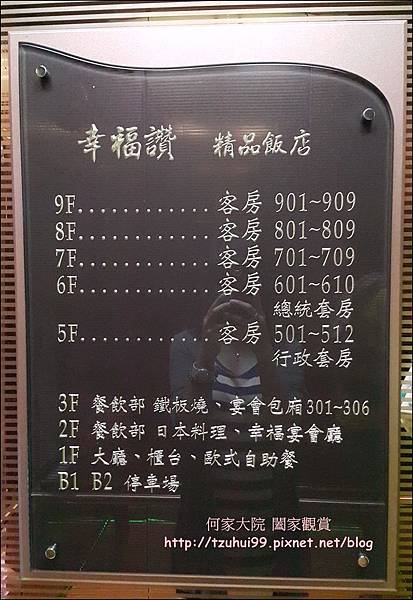 幸福讚 精品飯店
9F............客房 901~909
8F............客房 801~809
7F............客房 701~709
6F............客房 601~610
總統套房
5F............客房 501~512
行政套房
3F 餐飲部 鐵板燒、宴會包廂301~306
2F 餐飲部 日本料理、幸福宴會廳
1F 大廳、櫃台、歐式自助餐
B1 B2 停車場
何家大院 闔家觀賞
http://tzuhui99.pixnet.net/blog